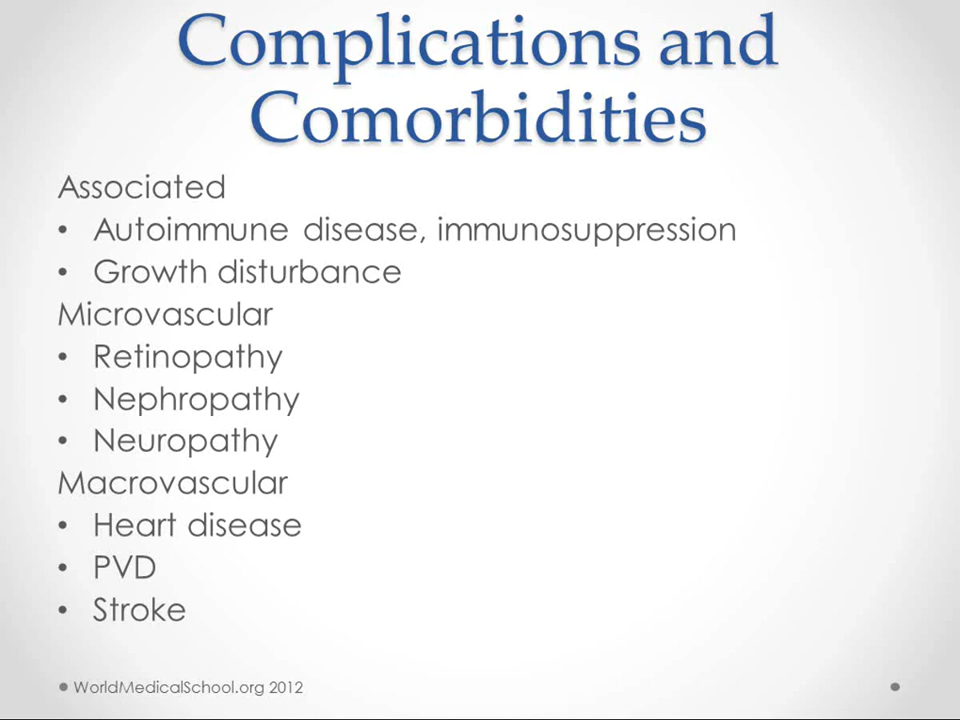 Complications and
Comorbidities
Associated
• Autoimmune disease, immunosuppression
• Growth disturbance
Microvascular
• Retinopathy
• Nephropathy
• Neuropathy
Macrovascular
• Heart disease
• PVD
• Stroke
WorldMedicalSchool.org 2012